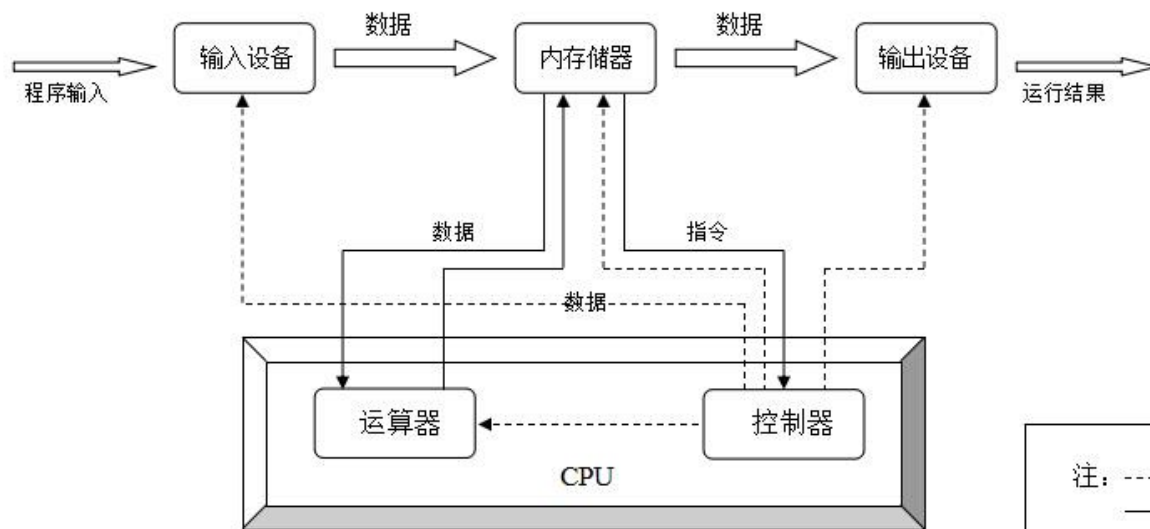 数据
数据
输入设备
内存储器
输出设备
程序输入
运行结果
数据
指令
数据
运算器
控制器
CPU
注：